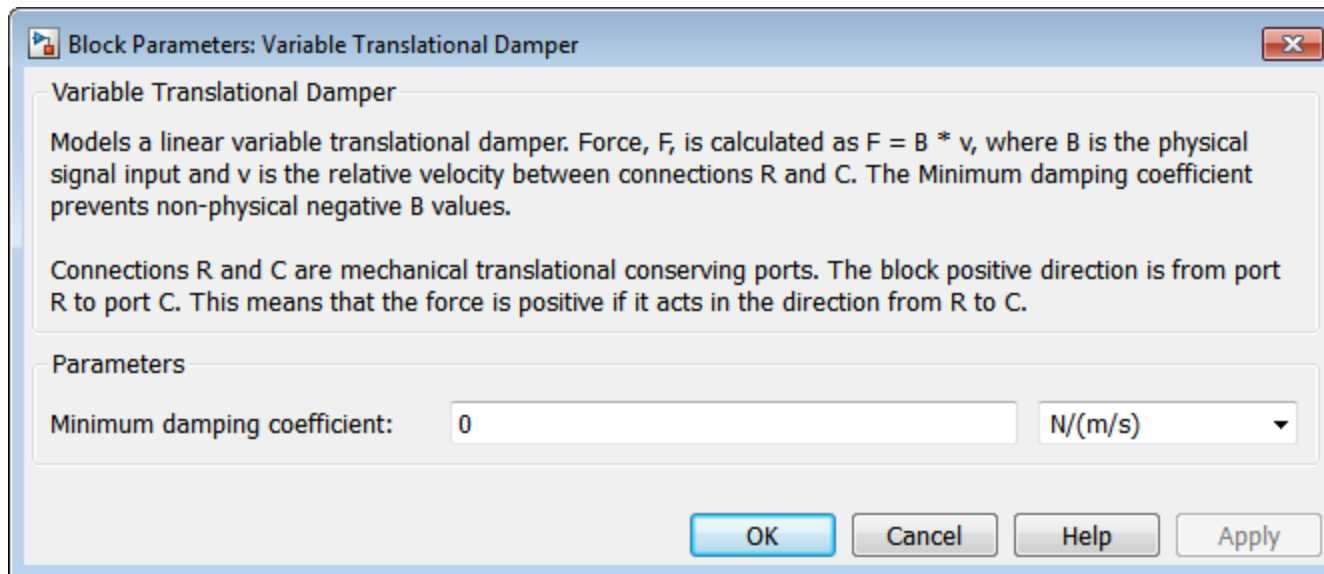 Block Parameters: Variable Translational Damper
Variable Translational Damper
Models a linear variable translational damper. Force, F, is calculated as F = B * v, where B is the physical
signal input and v is the relative velocity between connections R and C. The Minimum damping coefficient
prevents non-physical negative B values.
Connections R and C are mechanical translational conserving ports. The block positive direction is from port
R to port C. This means that the force is positive if it acts in the direction from R to C.
Parameters
Minimum damping coefficient: 0 N/(m/s)
OK Cancel Help Apply